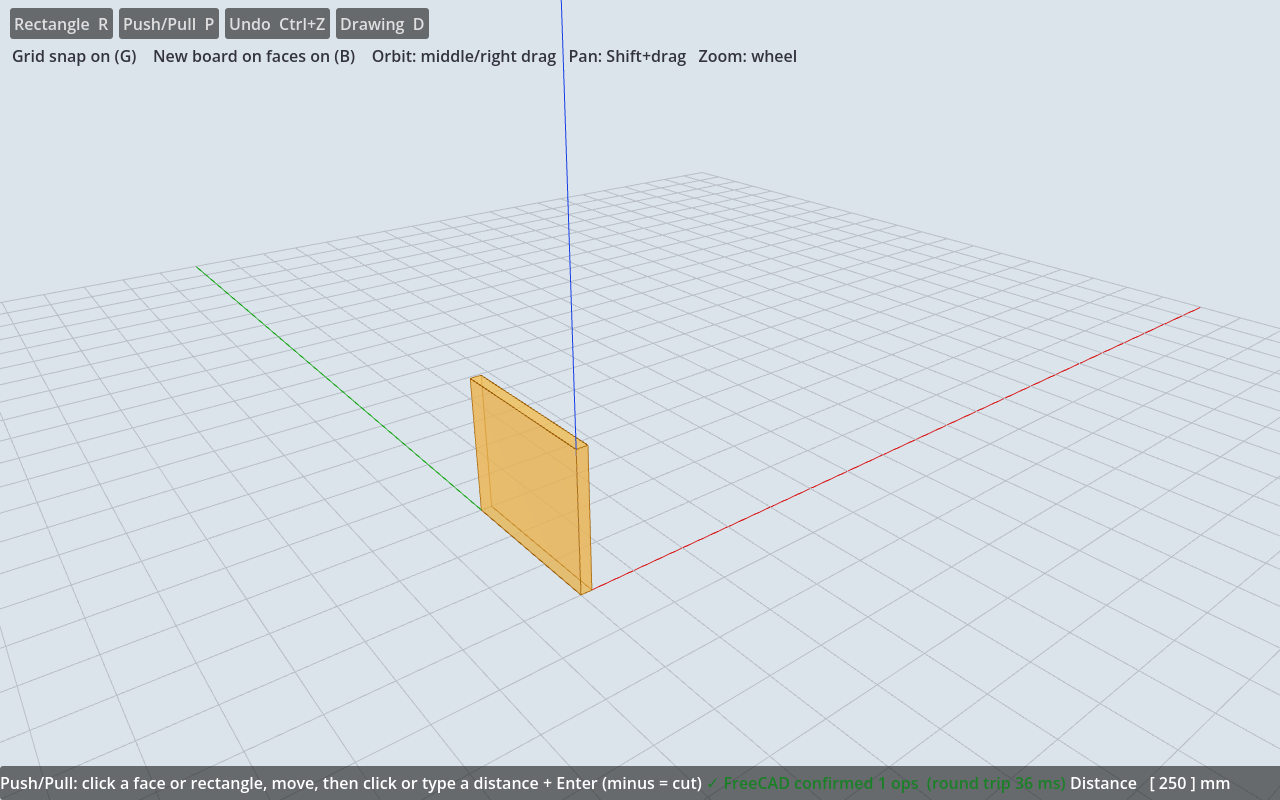 Rectangle R Push/Pull P Undo Ctrl+Z Drawing D
Grid snap on (G) New board on faces on (B) Orbit: middle/right drag Pan: Shift+drag Zoom: wheel
Push/Pull: click a face or rectangle, move, then click or type a distance + Enter (minus = cut) ✓ FreeCAD confirmed 1 ops (round trip 36 ms) Distance [ 250 ] mm